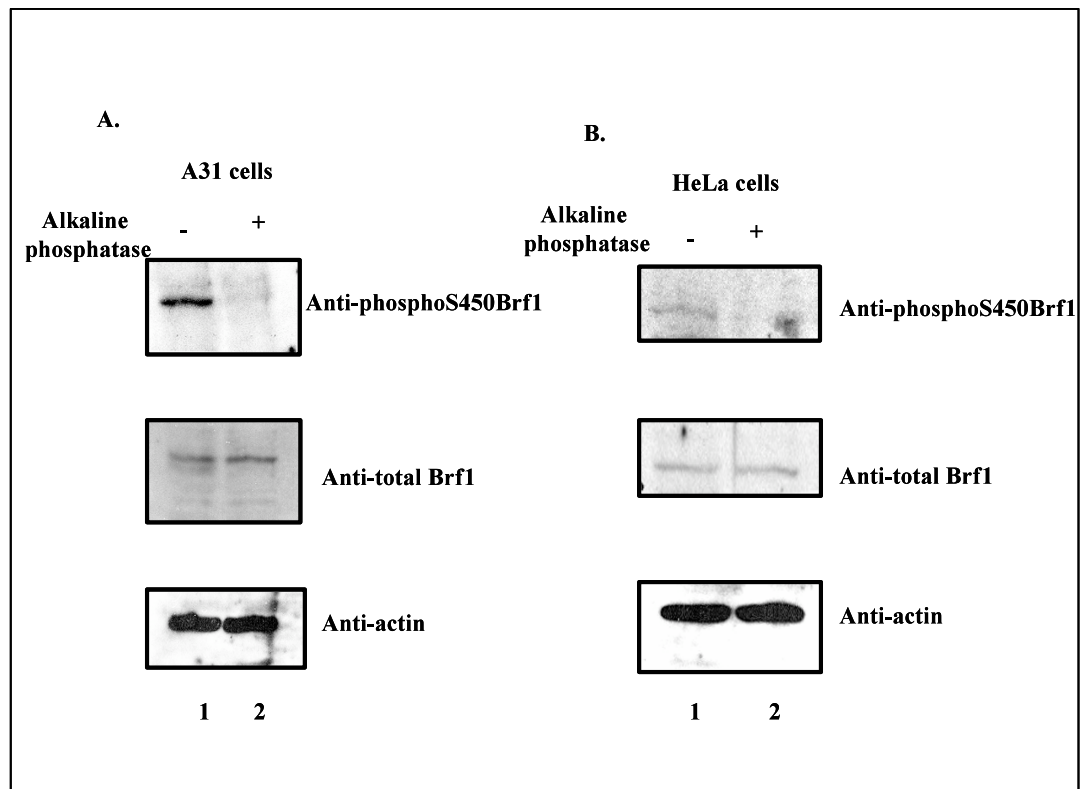 A.
A31 cells
Alkaline
phosphatase
- +
Anti-phosphoS450Brf1
Anti-total Brf1
Anti-actin
1 2
B.
HeLa cells
Alkaline
phosphatase
- +
Anti-phosphoS450Brf1
Anti-total Brf1
Anti-actin
1 2